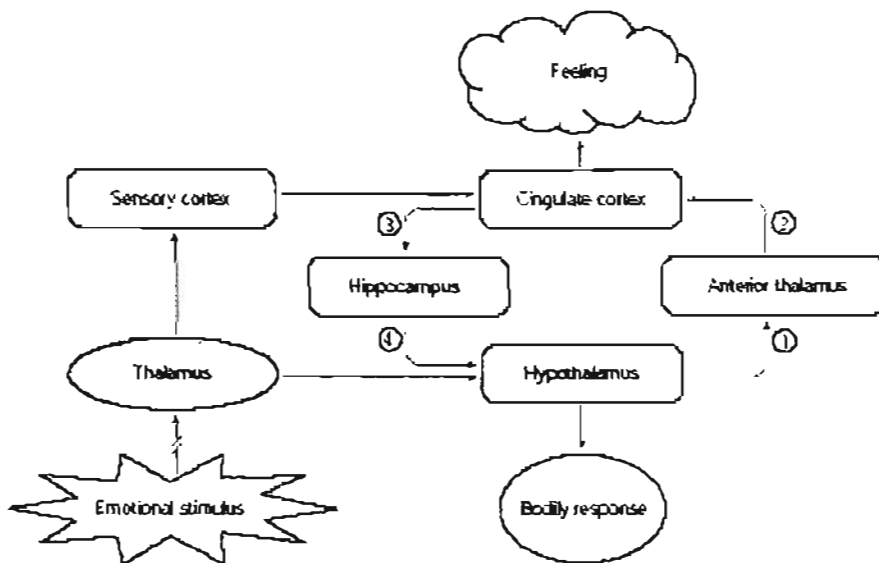 Feeling
Sensory cortex
Cingulate cortex
3
2
Hippocampus
Anterior thalamus
4
1
Thalamus
Hypothalamus
Emotional stimulus
Bodily response